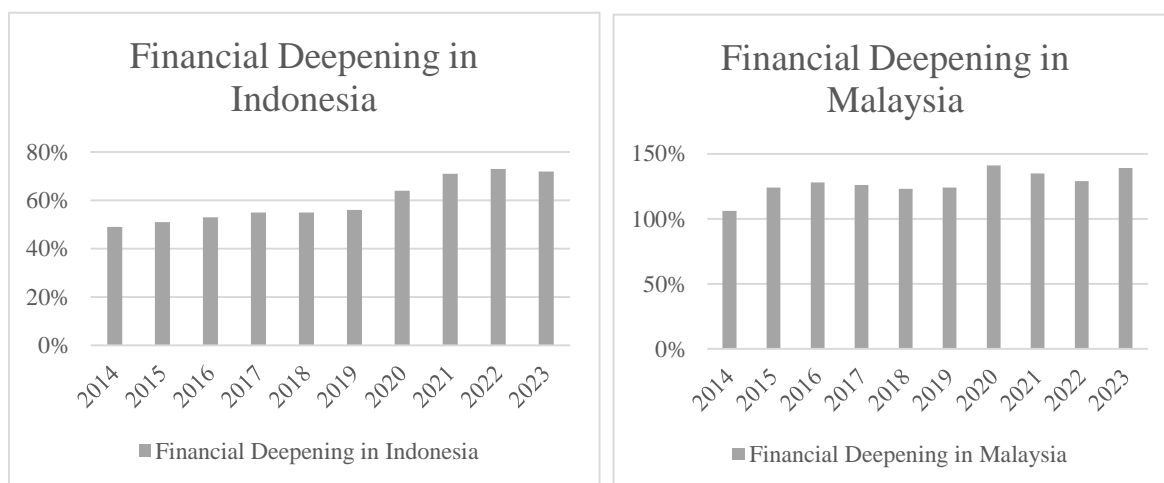 Financial Deepening in
Indonesia
80%
60%
40%
20%
0%
2014 2015 2016 2017 2018 2019 2020 2021 2022 2023
Financial Deepening in Indonesia
Financial Deepening in
Malaysia
150%
100%
50%
0%
2014 2015 2016 2017 2018 2019 2020 2021 2022 2023
Financial Deepening in Malaysia